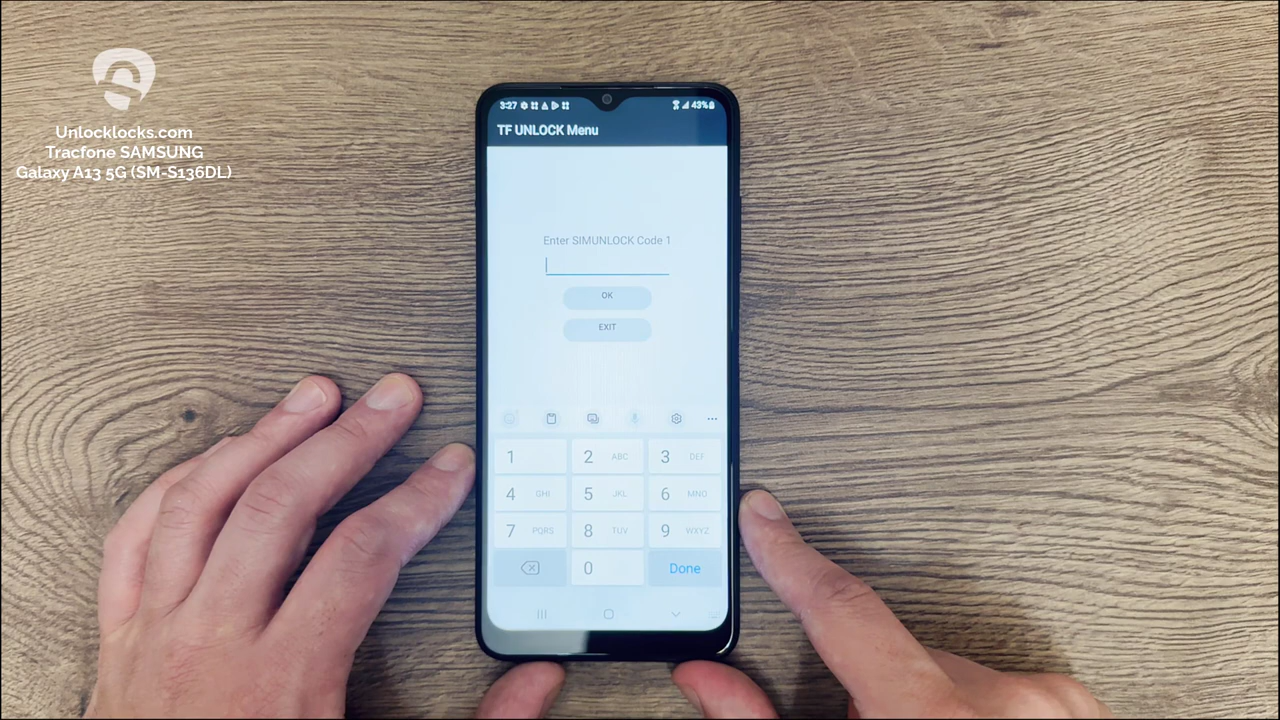 Unlocklocks.com
Tracfone SAMSUNG
Galaxy A13 5G (SM-S136DL)
3:27 43%
TF UNLOCK Menu
Enter SIMUNLOCK Code 1
OK
EXIT
1 2 ABC 3 DEF
4 GHI 5 JKL 6 MNO
7 PQRS 8 TUV 9 WXYZ
0 Done